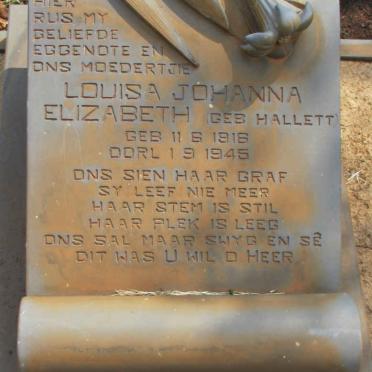 HIER
RUS MY
GELIEFDE
EGGENOTE EN
ONS MOEDERTJIE
LOUISA JOHANNA
ELIZABETH (GEB HALLETT)
GEB 11 6 1916
OORL 1 9 1945
ONS SIEN HAAR GRAF
SY LEEF NIE MEER
HAAR STEM IS STIL
HAAR PLEK IS LEEG
ONS SAL MAAR SWYG EN SÊ
DIT WAS U WIL O HEER